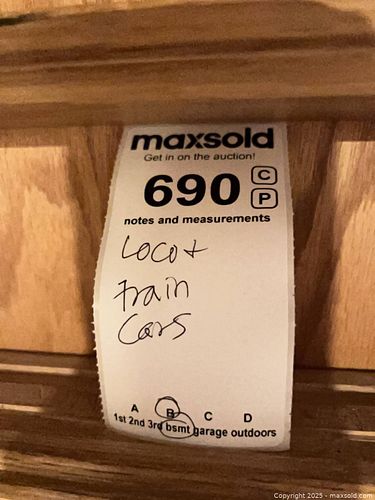 maxsold
Get in on the auction!
690 C
P
notes and measurements
Loco +
train
Cars
A B C D
1st 2nd 3rd bsmt garage outdoors
Copyright 2025 - maxsold.com